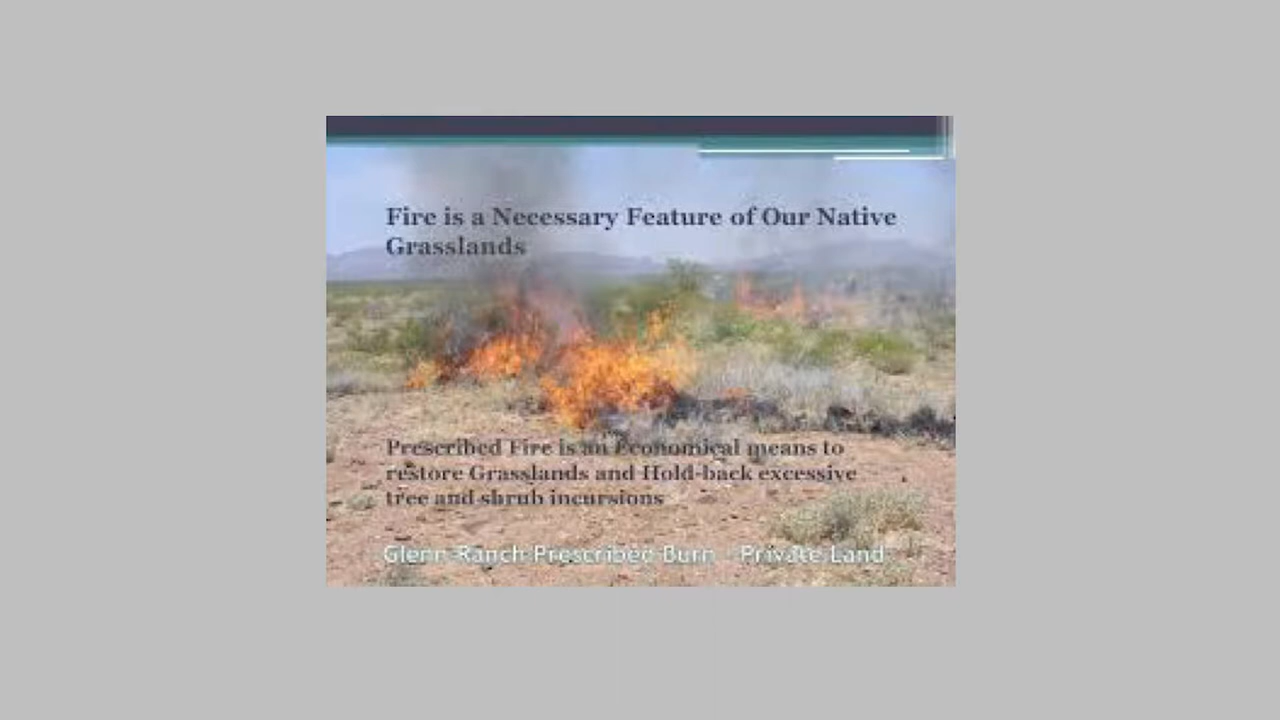 Fire is a Necessary Feature of Our Native
Grasslands
Prescribed Fire is an Economical means to
restore Grasslands and Hold-back excessive
tree and shrub incursions
Glenn Ranch Prescribed Burn - Private Land